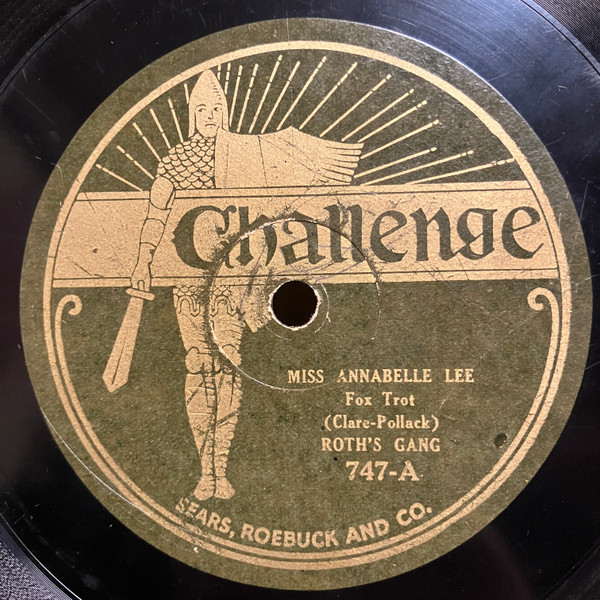 Challenge
MISS ANNABELLE LEE
Fox Trot
(Clare-Pollack)
ROTH'S GANG
747-A
SEARS, ROEBUCK AND CO.